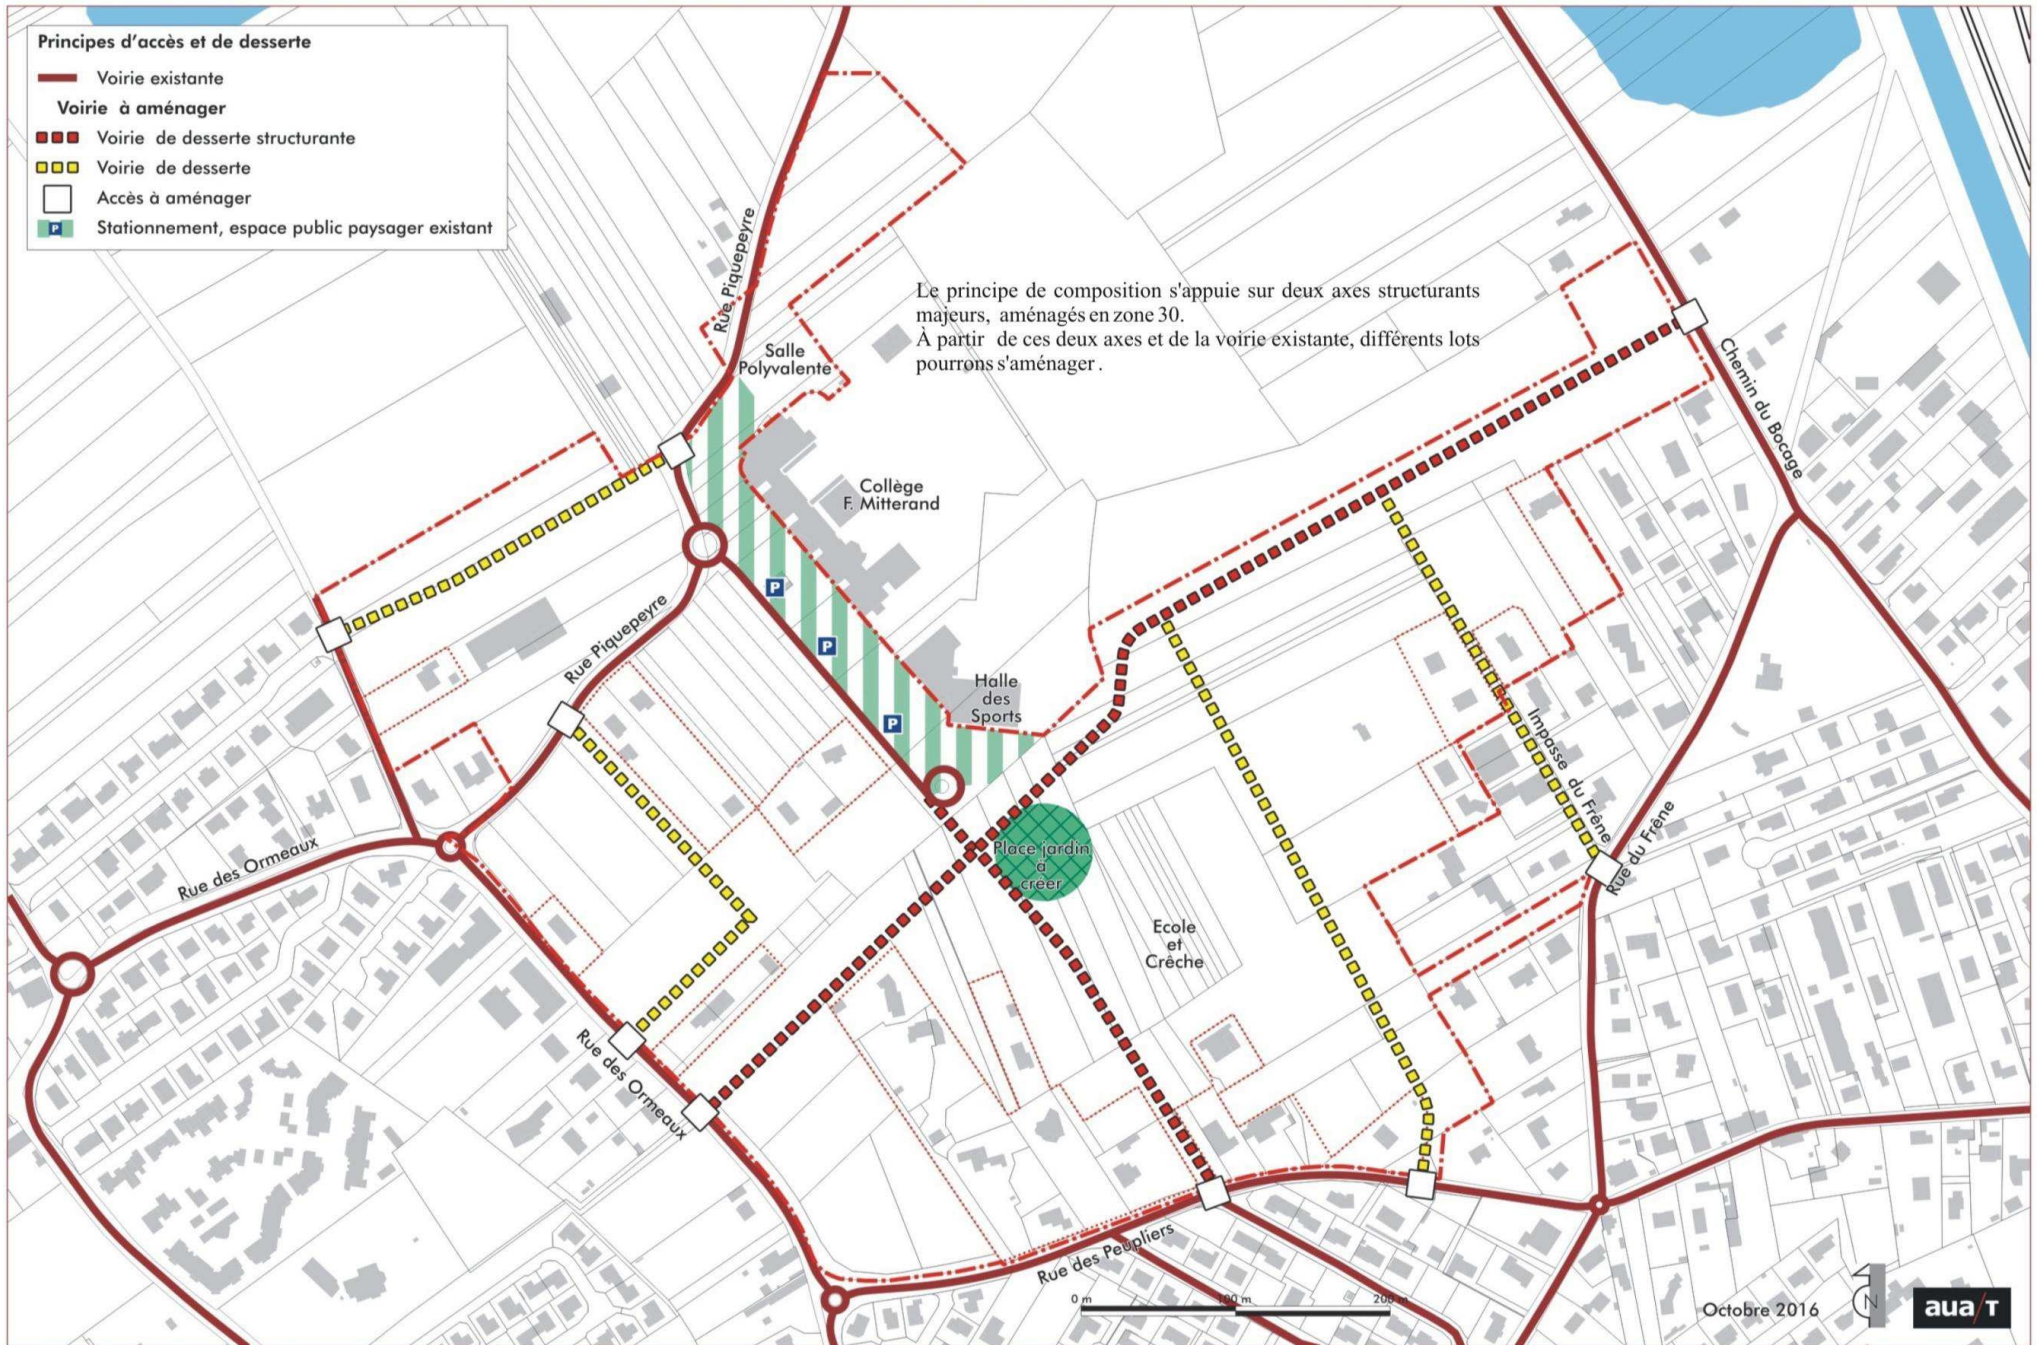 Principes d'accès et de desserte
Voirie existante
Voirie à aménager
Voirie de desserte structurante
Voirie de desserte
Accès à aménager
P Stationnement, espace public paysager existant
Rue Piquepeyre
Le principe de composition s'appuie sur deux axes structurants
majeurs, aménagés en zone 30.
À partir de ces deux axes et de la voirie existante, différents lots
pourrons s'aménager .
Salle
Polyvalente
Chemin du Bocage
Collège
F. Mitterand
P
P
P
Rue Piquepeyre
Halle
des
Sports
Impasse du Frêne
Rue du Frêne
Rue des Ormeaux
Place jardin
à
créer
Ecole
et
Crêche
Rue des Ormeaux
Rue des Peupliers
0 m 100 m 200 m
Octobre 2016
N
aua/T